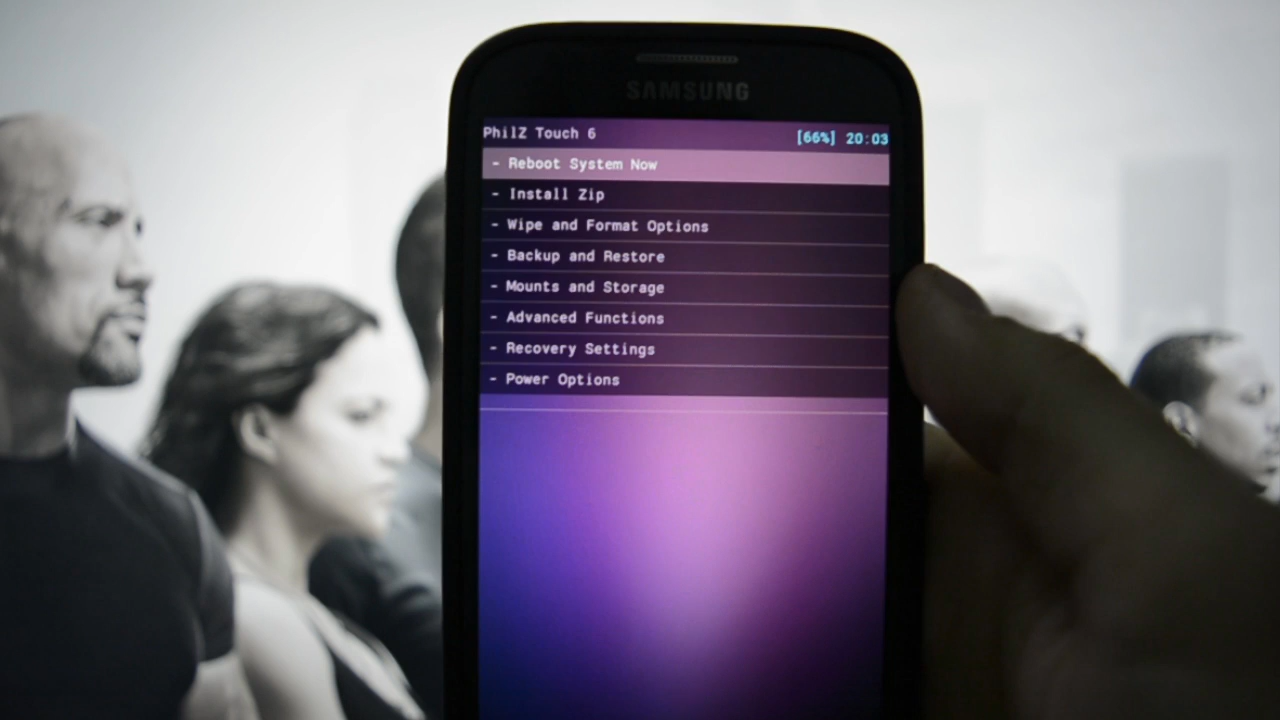 SAMSUNG
PhilZ Touch 6 [66%] 20:03
- Reboot System Now
- Install Zip
- Wipe and Format Options
- Backup and Restore
- Mounts and Storage
- Advanced Functions
- Recovery Settings
- Power Options